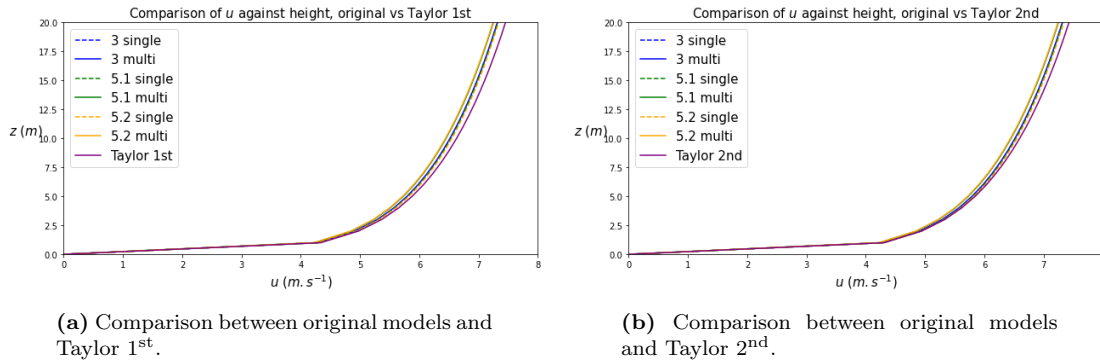 Comparison of u against height, original vs Taylor 1st
20.0
17.5
15.0
12.5
10.0
7.5
5.0
2.5
0.0
z (m)
3 single
3 multi
5.1 single
5.1 multi
5.2 single
5.2 multi
Taylor 1st
0 1 2 3 4 5 6 7 8
u (m.s⁻¹)
(a) Comparison between original models and
Taylor 1ˢᵗ.
Comparison of u against height, original vs Taylor 2nd
20.0
17.5
15.0
12.5
10.0
7.5
5.0
2.5
0.0
z (m)
3 single
3 multi
5.1 single
5.1 multi
5.2 single
5.2 multi
Taylor 2nd
0 1 2 3 4 5 6 7
u (m.s⁻¹)
(b) Comparison between original models
and Taylor 2ⁿᵈ.